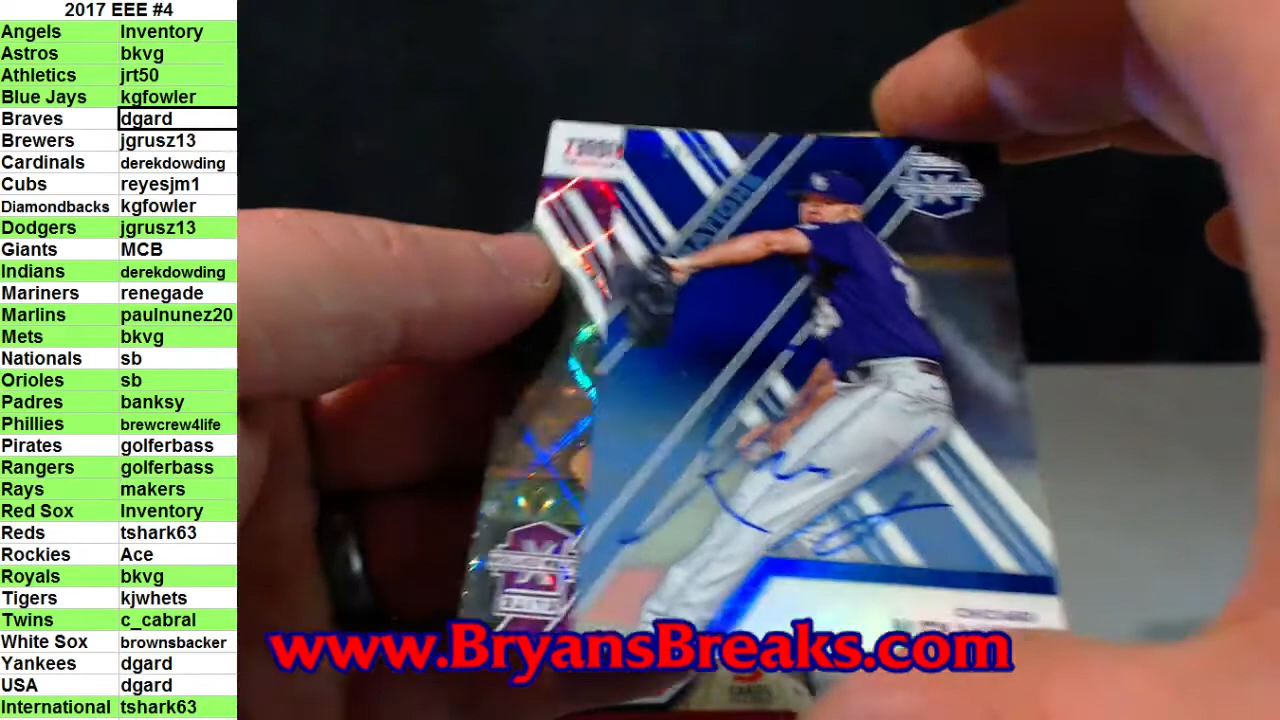 2017 EEE #4
Angels Inventory
Astros bkvg
Athletics jrt50
Blue Jays kgfowler
Braves dgard
Brewers jgrusz13
Cardinals derekdowding
Cubs reyesjm1
Diamondbacks kgfowler
Dodgers jgrusz13
Giants MCB
Indians derekdowding
Mariners renegade
Marlins paulnunez20
Mets bkvg
Nationals sb
Orioles sb
Padres banksy
Phillies brewcrew4life
Pirates golferbass
Rangers golferbass
Rays makers
Red Sox Inventory
Reds tshark63
Rockies Ace
Royals bkvg
Tigers kjwhets
Twins c_cabral
White Sox brownsbacker
Yankees dgard
USA dgard
International tshark63
www.BryansBreaks.com